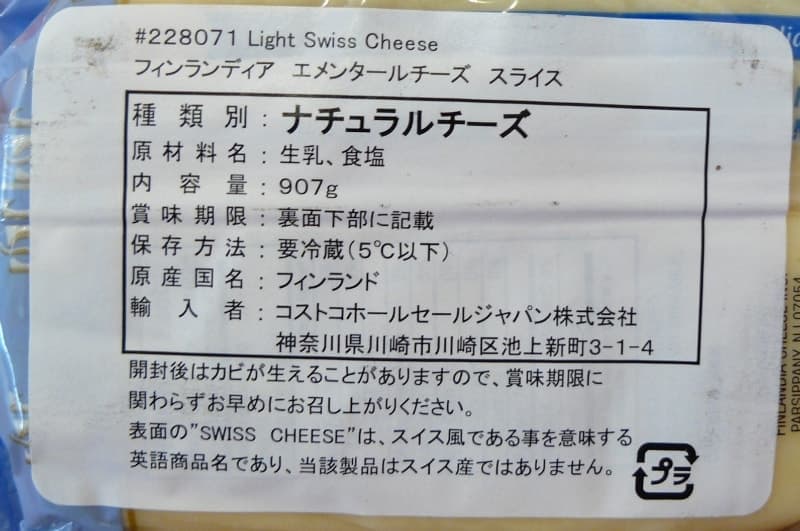 #228071 Light Swiss Cheese
フィンランディア エメンタールチーズ スライス
種類別：ナチュラルチーズ
原材料名：生乳、食塩
内容量：907g
賞味期限：裏面下部に記載
保存方法：要冷蔵（5℃以下）
原産国名：フィンランド
輸入者：コストコホールセールジャパン株式会社
神奈川県川崎市川崎区池上新町3-1-4
開封後はカビが生えることがありますので、賞味期限に
関わらずお早めにお召し上がりください。
表面の”SWISS CHEESE”は、スイス風である事を意味する
英語商品名であり、当該製品はスイス産ではありません。
プラ
FINLANDIA CHEESE INC.
PARSIPPANY, NJ 07054